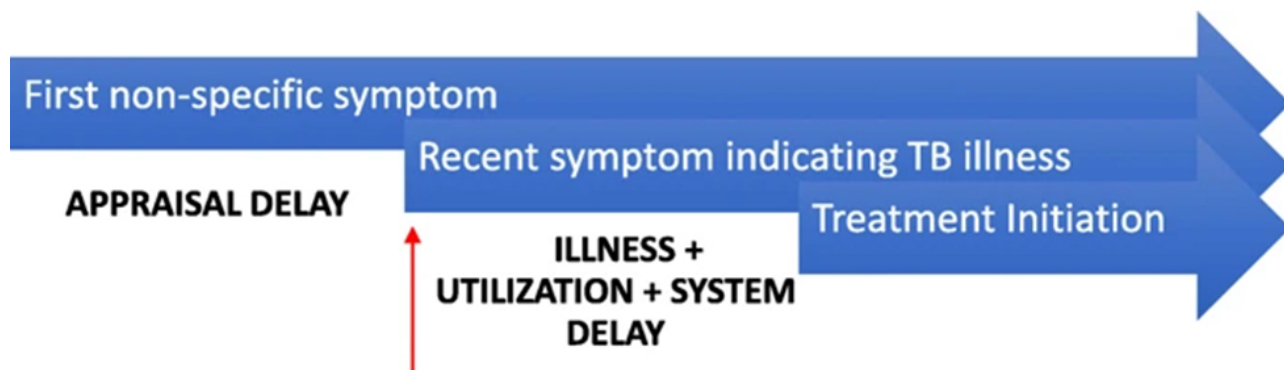 First non-specific symptom
Recent symptom indicating TB illness
APPRAISAL DELAY
Treatment Initiation
ILLNESS +
UTILIZATION + SYSTEM
DELAY